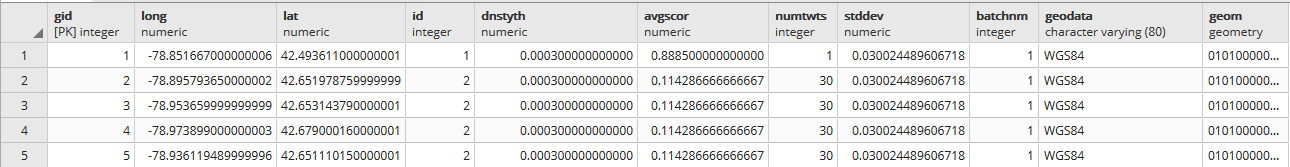 gid long lat id dnstyth avgscor numtwts stddev batchnm geodata geom
[PK] integer numeric numeric integer numeric numeric integer numeric integer character varying (80) geometry
1 1 -78.851667000000006 42.493611000000001 1 0.000300000000000 0.888500000000000 1 0.030024489606718 1 WGS84 010100000...
2 2 -78.895793650000002 42.651978759999999 2 0.000300000000000 0.114286666666667 30 0.030024489606718 1 WGS84 010100000...
3 3 -78.953659999999999 42.653143790000001 2 0.000300000000000 0.114286666666667 30 0.030024489606718 1 WGS84 010100000...
4 4 -78.973899000000003 42.679000160000001 2 0.000300000000000 0.114286666666667 30 0.030024489606718 1 WGS84 010100000...
5 5 -78.936119489999996 42.651110150000001 2 0.000300000000000 0.114286666666667 30 0.030024489606718 1 WGS84 010100000...